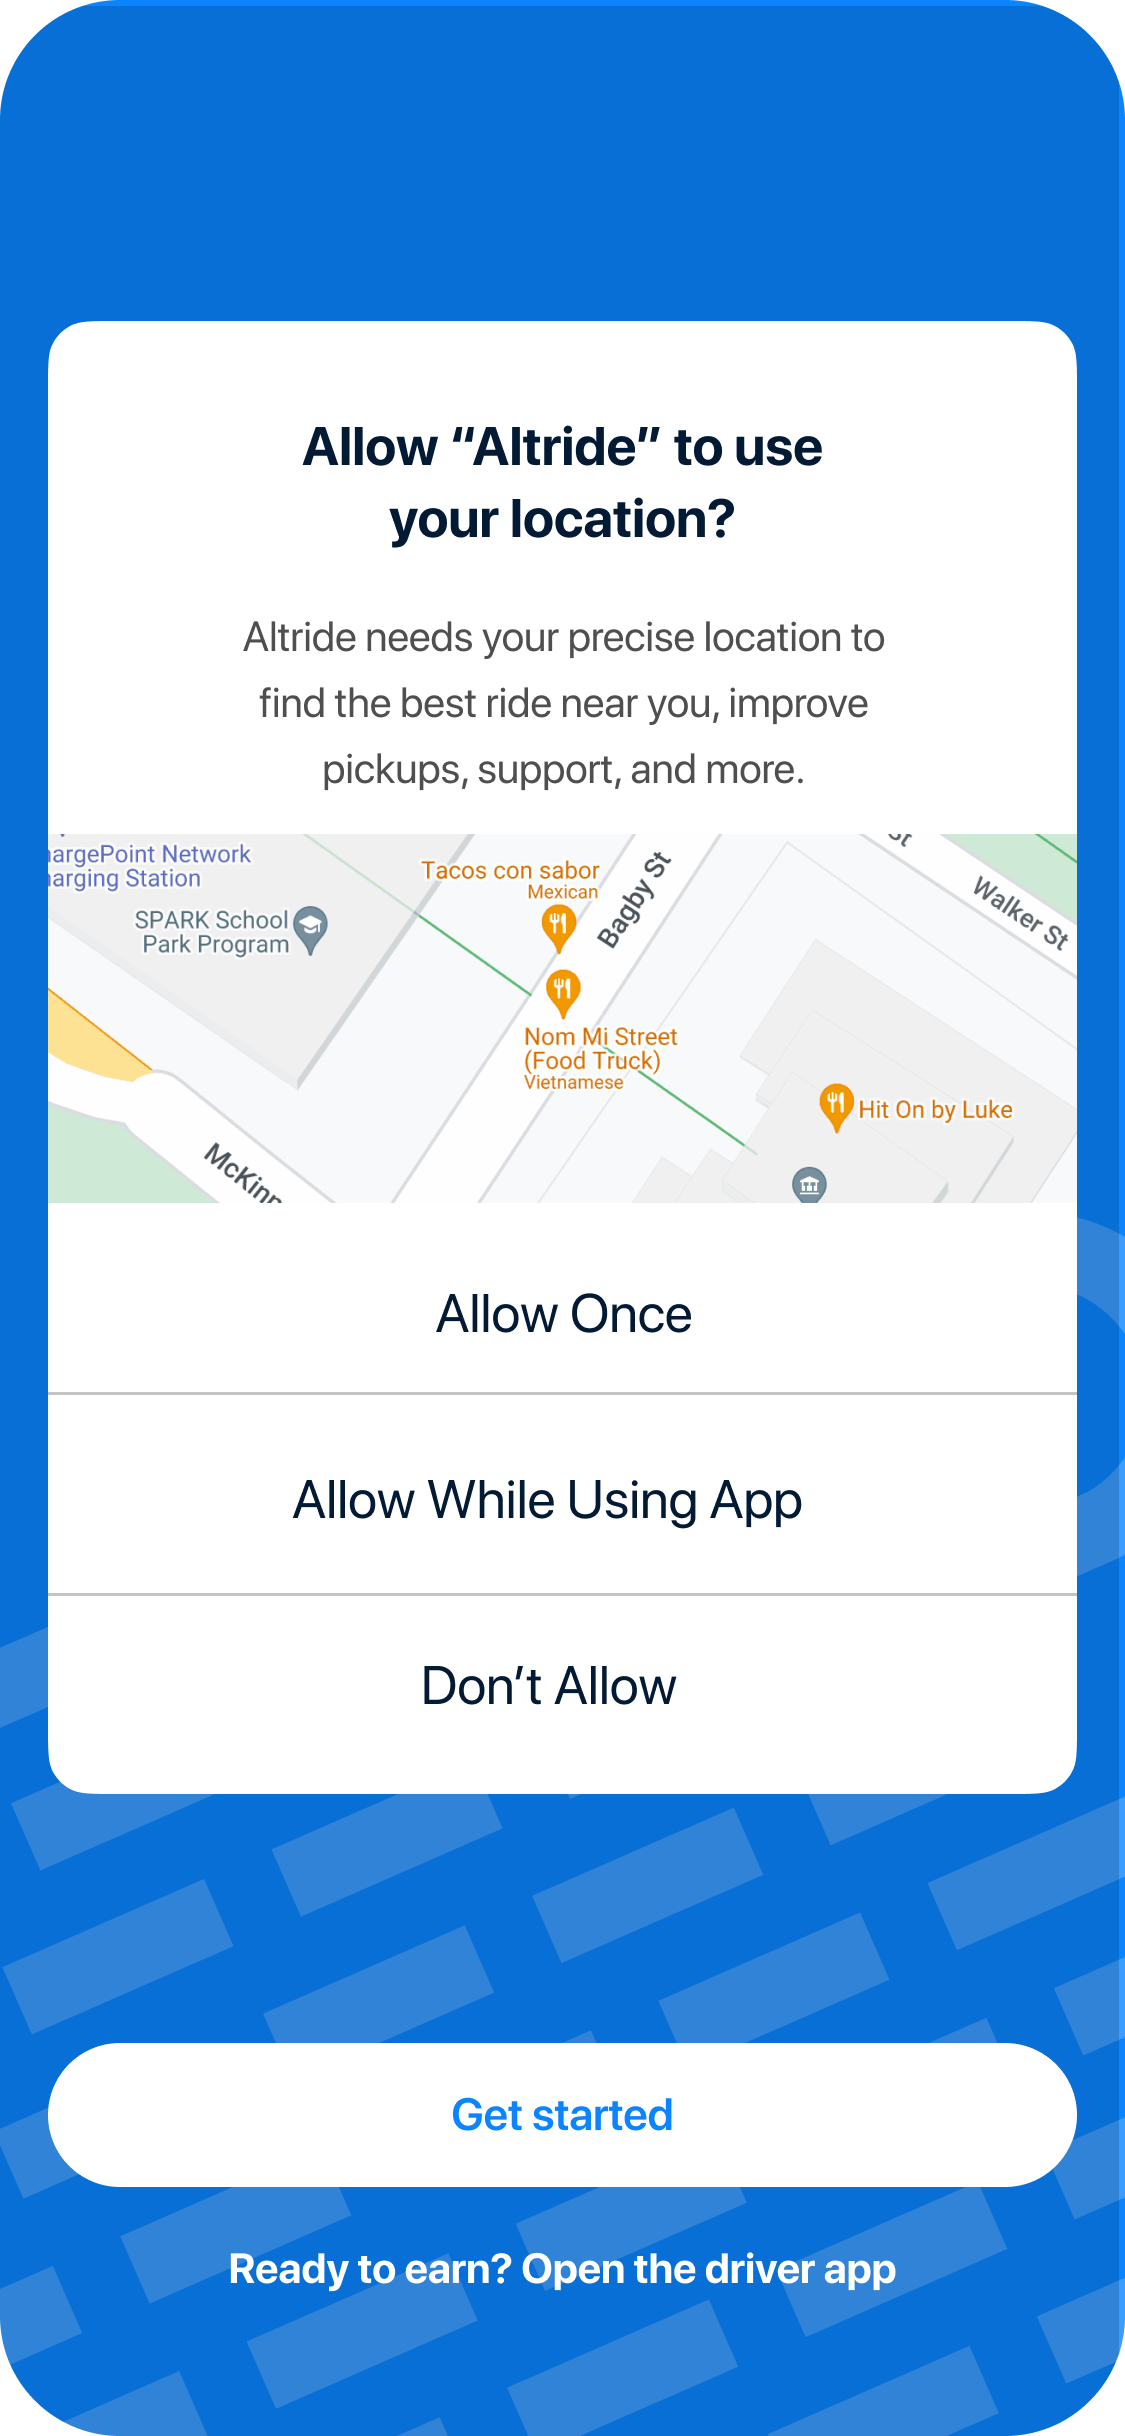 Allow “Altride” to use
your location?
Altride needs your precise location to
find the best ride near you, improve
pickups, support, and more.
Network
Station
SPARK School
Park Program
Tacos con sabor
Mexican
Bagby St
St
Walker St
Nom Mi Street
(Food Truck)
Vietnamese
Hit On by Luke
Allow Once
Allow While Using App
Don’t Allow
Get started
Ready to earn? Open the driver app